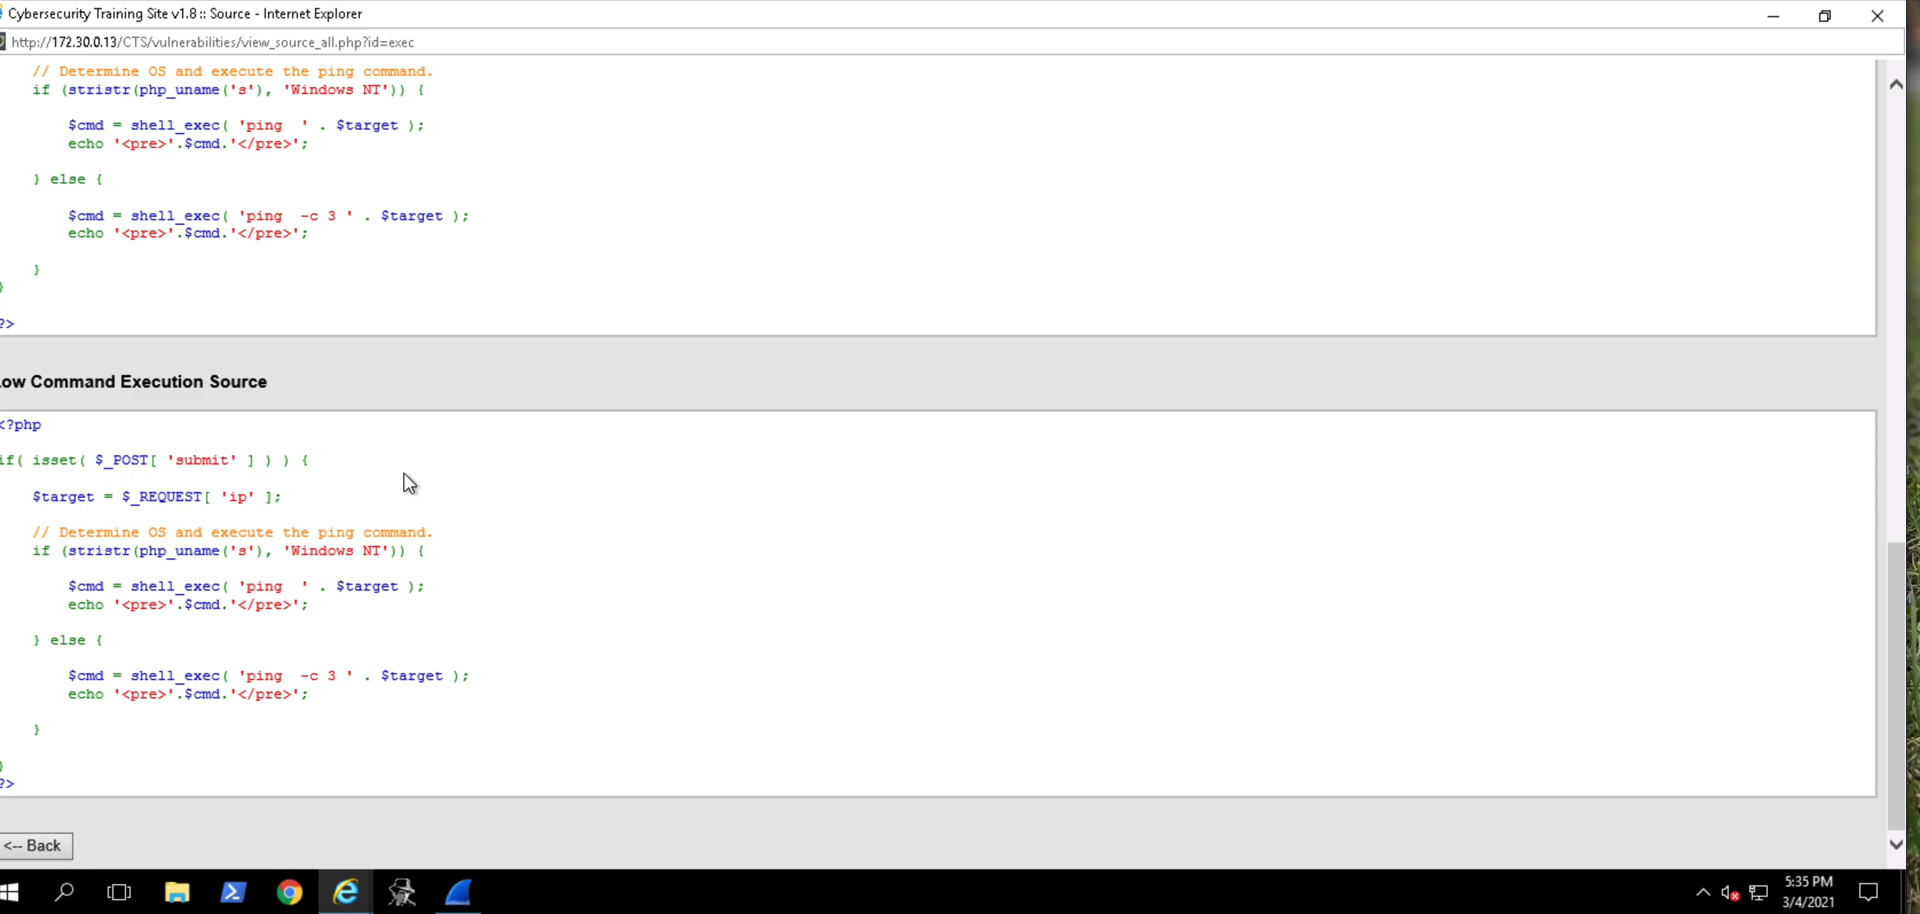 Cybersecurity Training Site v1.8 :: Source - Internet Explorer
http://172.30.0.13/CTS/vulnerabilities/view_source_all.php?id=exec
// Determine OS and execute the ping command.
if (stristr(php_uname('s'), 'Windows NT')) {
$cmd = shell_exec( 'ping  ' . $target );
echo '<pre>'.$cmd.'</pre>';
} else {
$cmd = shell_exec( 'ping  -c 3 ' . $target );
echo '<pre>'.$cmd.'</pre>';
}
}
?>
Low Command Execution Source
<?php
if( isset( $_POST[ 'submit' ] ) ) {
$target = $_REQUEST[ 'ip' ];
// Determine OS and execute the ping command.
if (stristr(php_uname('s'), 'Windows NT')) {
$cmd = shell_exec( 'ping  ' . $target );
echo '<pre>'.$cmd.'</pre>';
} else {
$cmd = shell_exec( 'ping  -c 3 ' . $target );
echo '<pre>'.$cmd.'</pre>';
}
}
?>
<-- Back
5:35 PM
3/4/2021